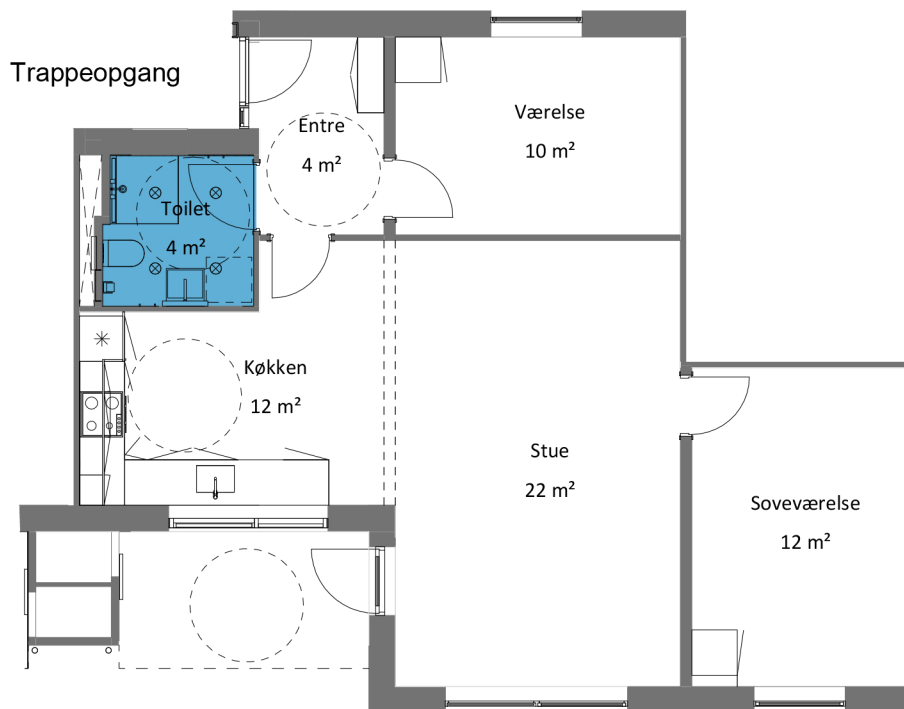 Trappeopgang
Entre
4 m²
Værelse
10 m²
Toilet
4 m²
Køkken
12 m²
Stue
22 m²
Soveværelse
12 m²